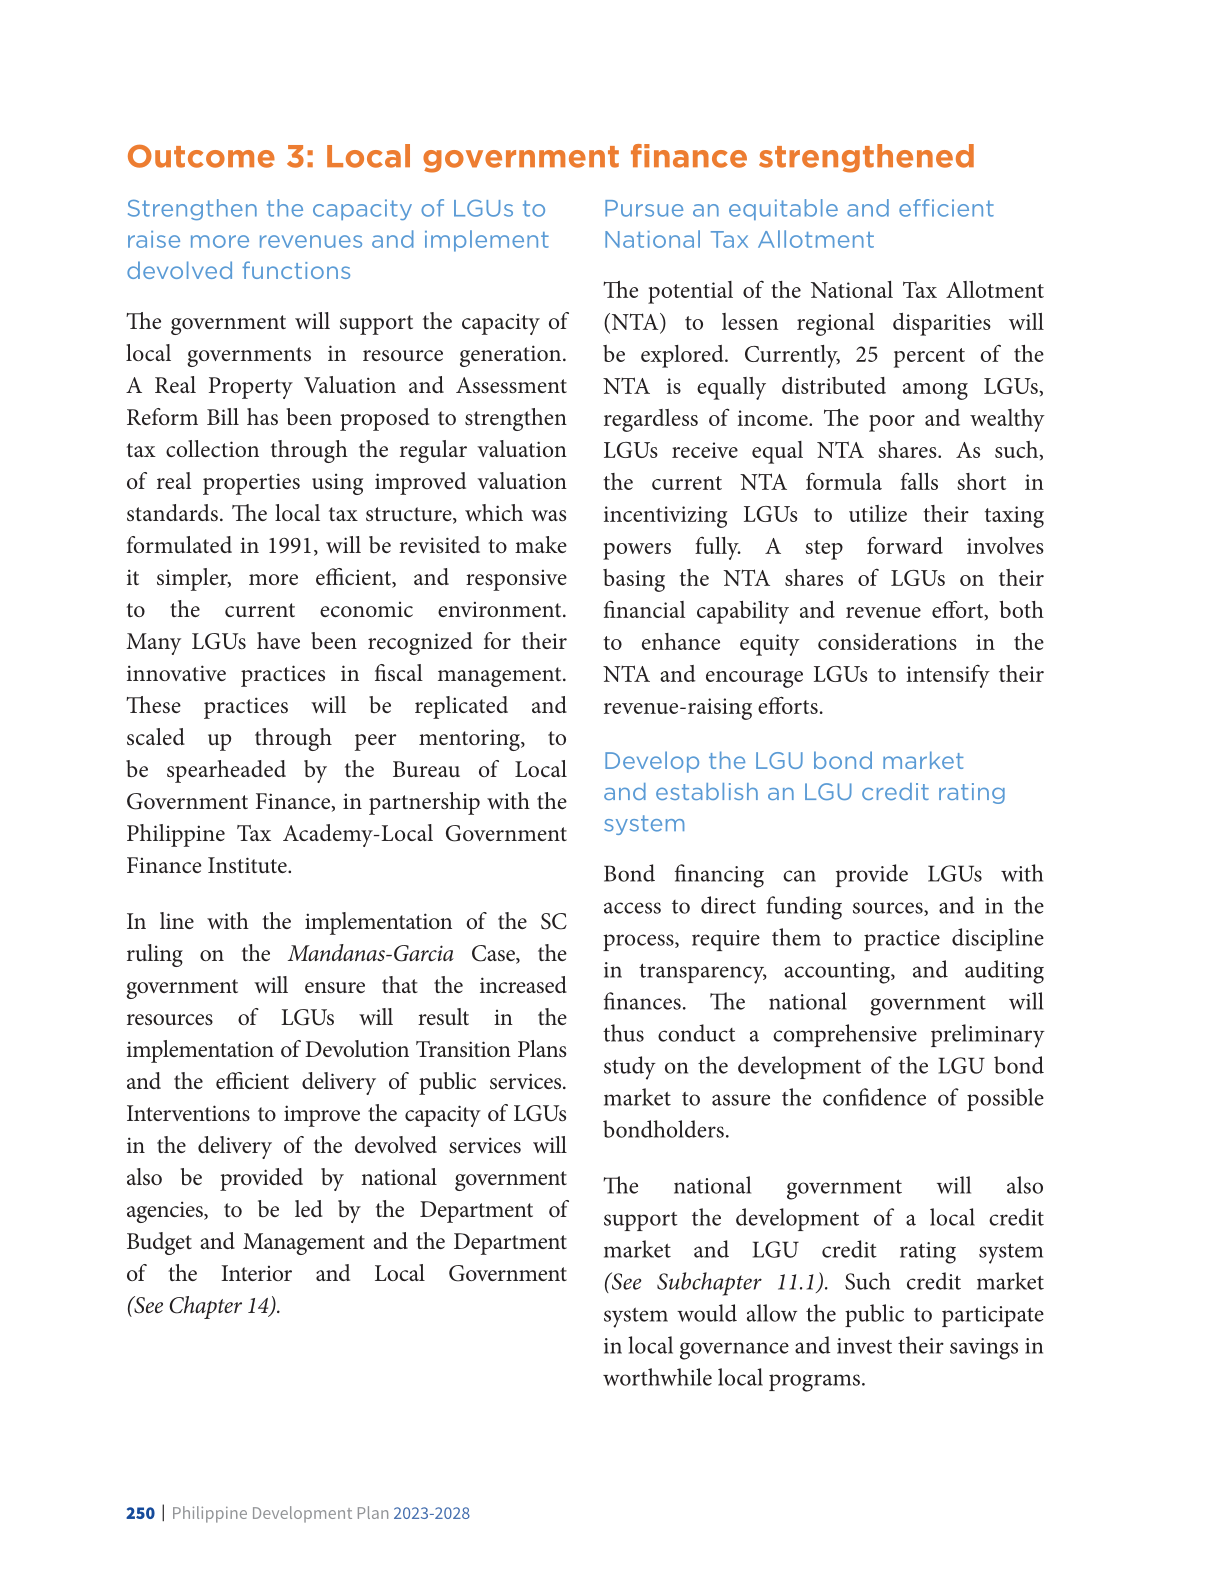 Outcome 3: Local government finance strengthened
Strengthen the capacity of LGUs to
raise more revenues and implement
devolved functions
The government will support the capacity of
local governments in resource generation.
A Real Property Valuation and Assessment
Reform Bill has been proposed to strengthen
tax collection through the regular valuation
of real properties using improved valuation
standards. The local tax structure, which was
formulated in 1991, will be revisited to make
it simpler, more efficient, and responsive
to the current economic environment.
Many LGUs have been recognized for their
innovative practices in fiscal management.
These practices will be replicated and
scaled up through peer mentoring, to
be spearheaded by the Bureau of Local
Government Finance, in partnership with the
Philippine Tax Academy-Local Government
Finance Institute.
In line with the implementation of the SC
ruling on the Mandanas-Garcia Case, the
government will ensure that the increased
resources of LGUs will result in the
implementation of Devolution Transition Plans
and the efficient delivery of public services.
Interventions to improve the capacity of LGUs
in the delivery of the devolved services will
also be provided by national government
agencies, to be led by the Department of
Budget and Management and the Department
of the Interior and Local Government
(See Chapter 14).
Pursue an equitable and efficient
National Tax Allotment
The potential of the National Tax Allotment
(NTA) to lessen regional disparities will
be explored. Currently, 25 percent of the
NTA is equally distributed among LGUs,
regardless of income. The poor and wealthy
LGUs receive equal NTA shares. As such,
the current NTA formula falls short in
incentivizing LGUs to utilize their taxing
powers fully. A step forward involves
basing the NTA shares of LGUs on their
financial capability and revenue effort, both
to enhance equity considerations in the
NTA and encourage LGUs to intensify their
revenue-raising efforts.
Develop the LGU bond market
and establish an LGU credit rating
system
Bond financing can provide LGUs with
access to direct funding sources, and in the
process, require them to practice discipline
in transparency, accounting, and auditing
finances. The national government will
thus conduct a comprehensive preliminary
study on the development of the LGU bond
market to assure the confidence of possible
bondholders.
The national government will also
support the development of a local credit
market and LGU credit rating system
(See Subchapter 11.1). Such credit market
system would allow the public to participate
in local governance and invest their savings in
worthwhile local programs.
250 | Philippine Development Plan 2023-2028